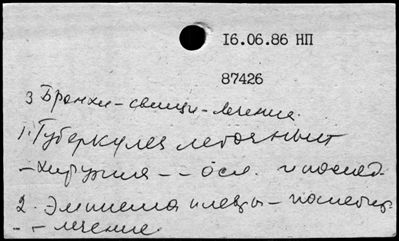 16.06.86 НП
87426
3 Бронхи - свищи - лечение.
1. Туберкулез легочный
- хирургия - - осл. и послед.
2. Эмпиема плевры - послеопер.
- - лечение.